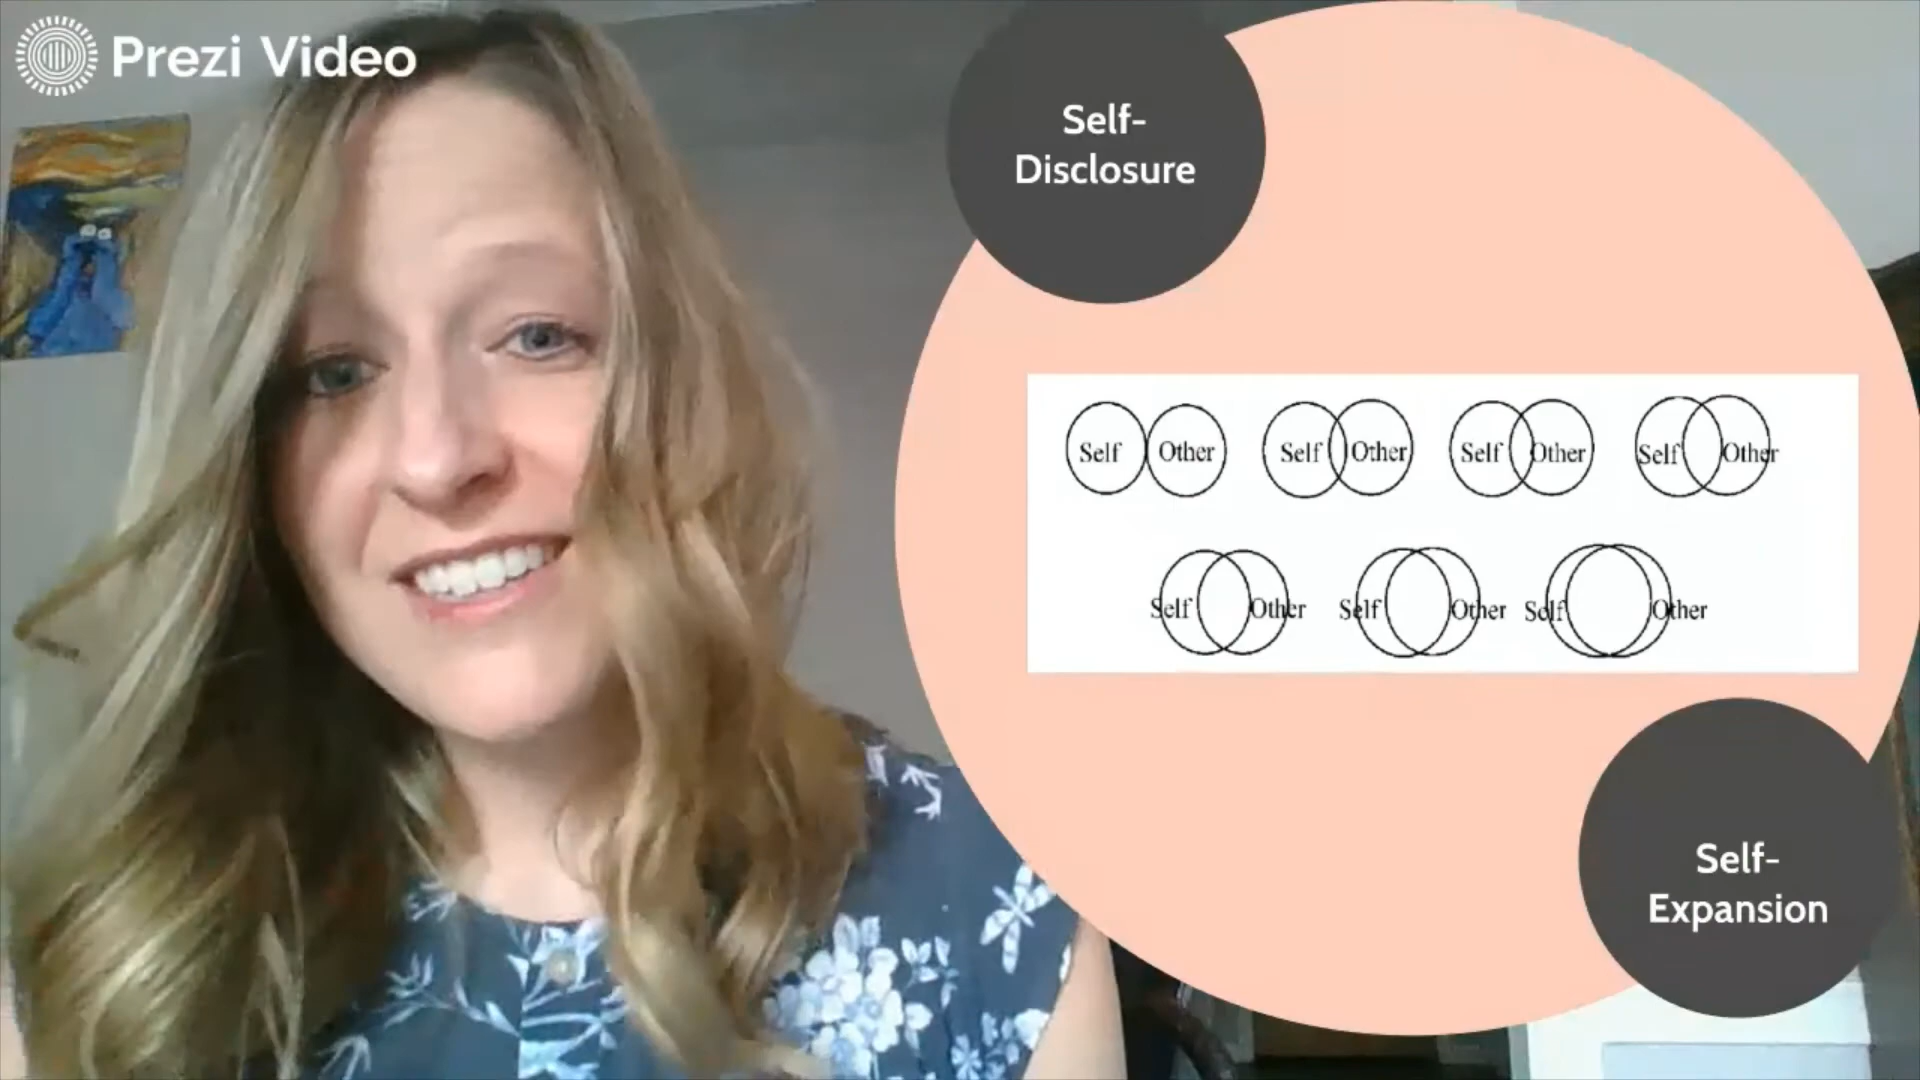 Prezi Video
Self-
Disclosure
Self Other Self Other Self Other Self Other
Self Other Self Other Self Other
Self-
Expansion